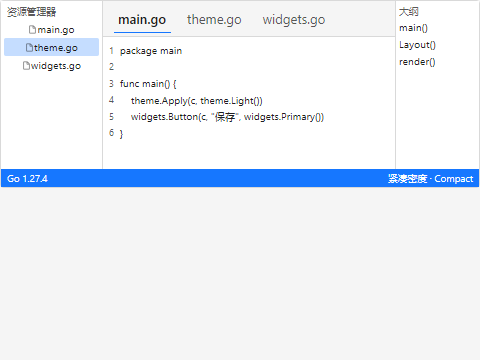 资源管理器
main.go
theme.go
widgets.go
main.go theme.go widgets.go
1 package main
2
3 func main() {
4 theme.Apply(c, theme.Light())
5 widgets.Button(c, "保存", widgets.Primary())
6 }
大纲
main()
Layout()
render()
Go 1.27.4
紧凑密度 · Compact